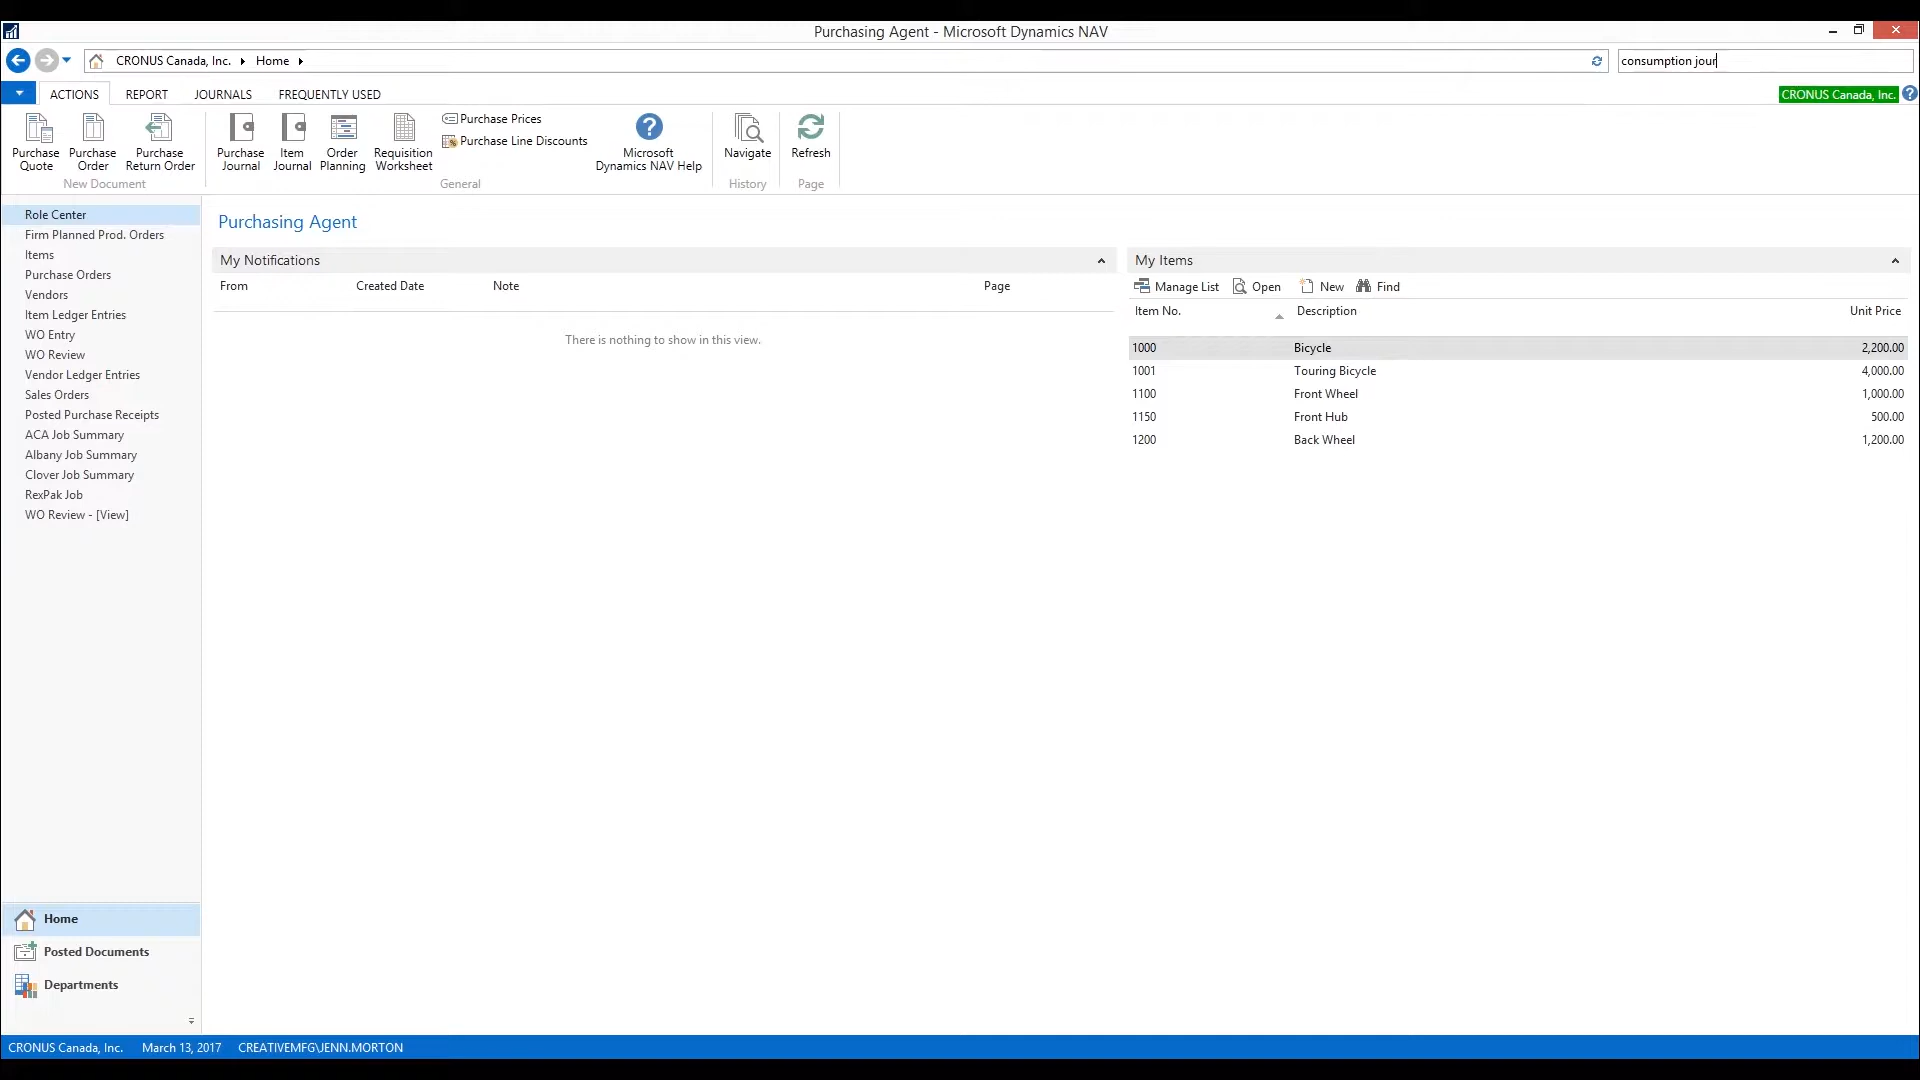 Purchasing Agent - Microsoft Dynamics NAV
CRONUS Canada, Inc. Home
consumption jour
ACTIONS REPORT JOURNALS FREQUENTLY USED
CRONUS Canada, Inc.
Purchase Quote
Purchase Order
Purchase Return Order
New Document
Purchase Journal
Item Journal
Order Planning
Requisition Worksheet
Purchase Prices
Purchase Line Discounts
Microsoft Dynamics NAV Help
General
Navigate
History
Refresh
Page
Role Center
Firm Planned Prod. Orders
Items
Purchase Orders
Vendors
Item Ledger Entries
WO Entry
WO Review
Vendor Ledger Entries
Sales Orders
Posted Purchase Receipts
ACA Job Summary
Albany Job Summary
Clover Job Summary
RexPak Job
WO Review - [View]
Home
Posted Documents
Departments
Purchasing Agent
My Notifications
From Created Date Note Page
There is nothing to show in this view.
My Items
Manage List Open New Find
Item No. Description Unit Price
1000 Bicycle 2,200.00
1001 Touring Bicycle 4,000.00
1100 Front Wheel 1,000.00
1150 Front Hub 500.00
1200 Back Wheel 1,200.00
CRONUS Canada, Inc. March 13, 2017 CREATIVEMFG\JENN.MORTON